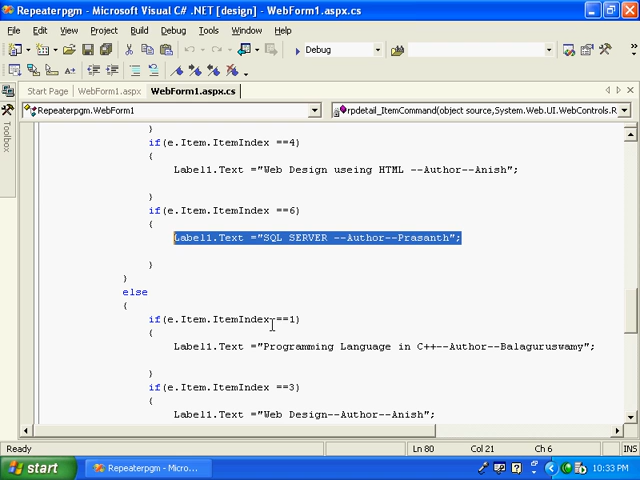 Repeaterpgm - Microsoft Visual C# .NET [design] - WebForm1.aspx.cs
File Edit View Project Build Debug Tools Window Help
Debug
Start Page WebForm1.aspx WebForm1.aspx.cs
Repeaterpgm.WebForm1 rpdetail_ItemCommand(object source,System.Web.UI.WebControls.R
Toolbox
}
if(e.Item.ItemIndex ==4)
{
Label1.Text ="Web Design useing HTML --Author--Anish";
}
if(e.Item.ItemIndex ==6)
{
Label1.Text ="SQL SERVER --Author--Prasanth";
}
}
else
{
if(e.Item.ItemIndex ==1)
{
Label1.Text ="Programming Language in C++--Author--Balaguruswamy";
}
if(e.Item.ItemIndex ==3)
{
Label1.Text ="Web Design--Author--Anish";
Ready Ln 80 Col 21 Ch 6 INS
start Repeaterpgm - Micro... 10:33 PM